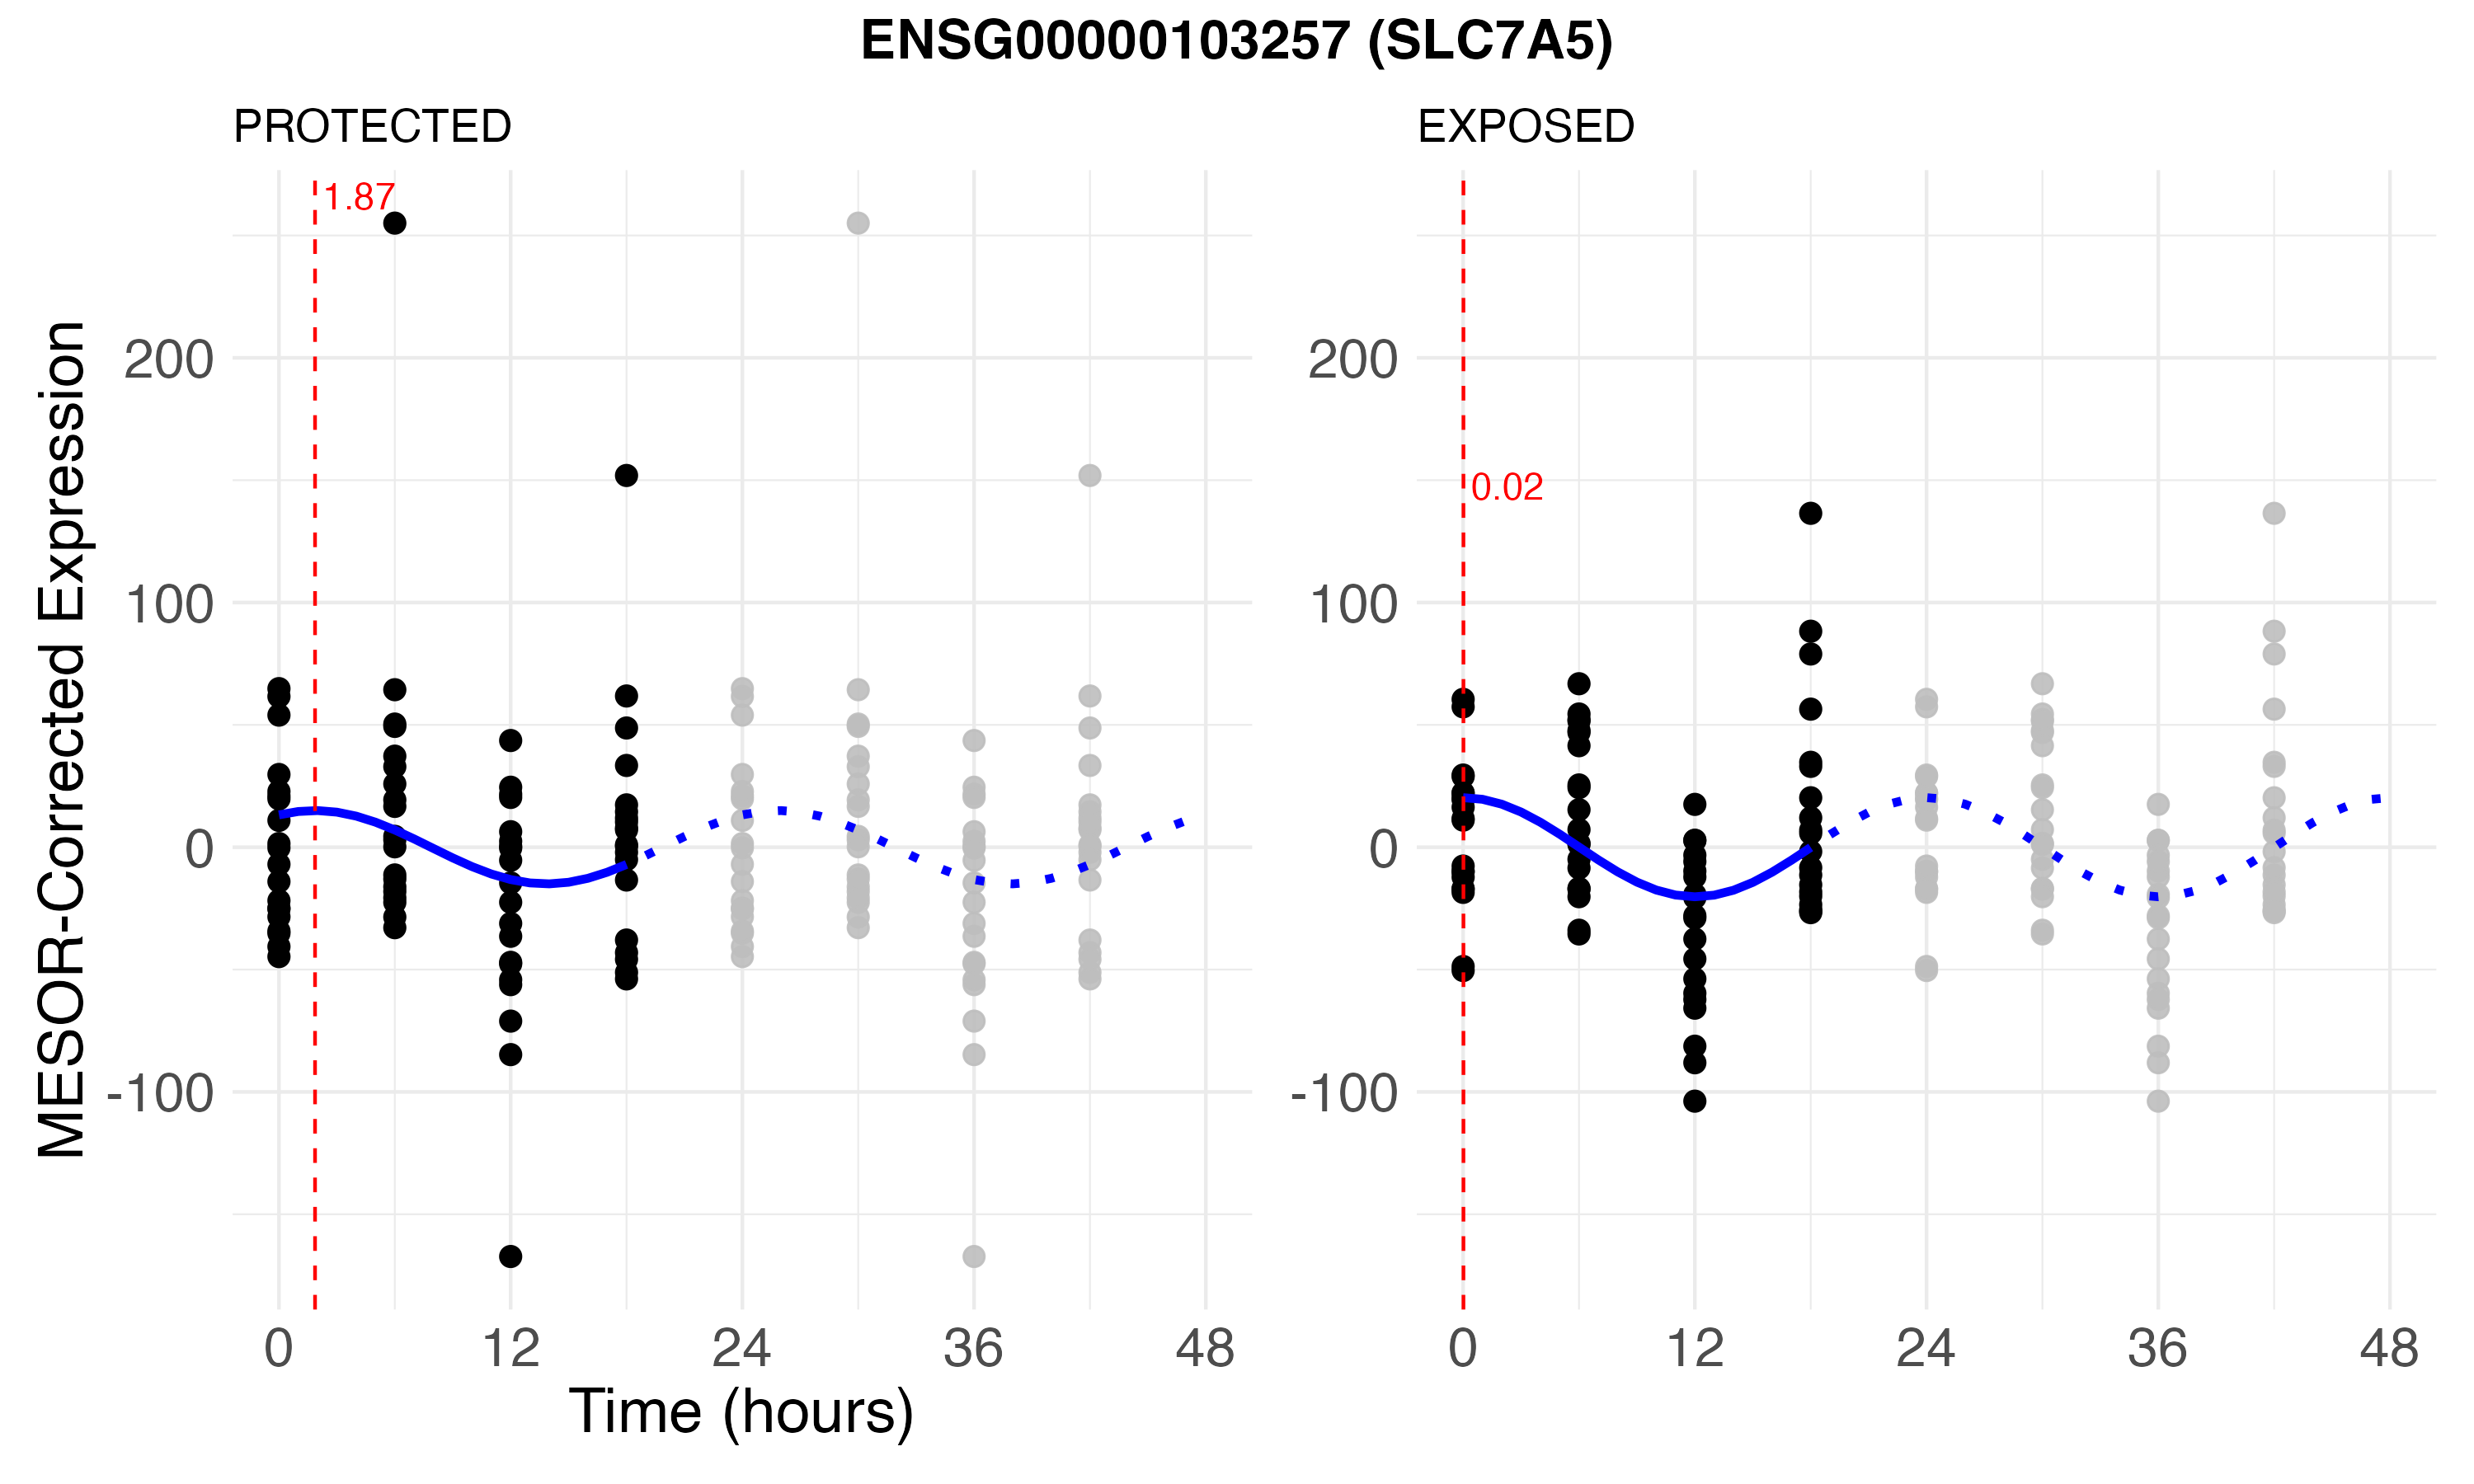 ENSG00000103257 (SLC7A5)
PROTECTED
1.87
200
100
0
-100
0 12 24 36 48
MESOR-Corrected Expression
Time (hours)
EXPOSED
0.02
200
100
0
-100
0 12 24 36 48